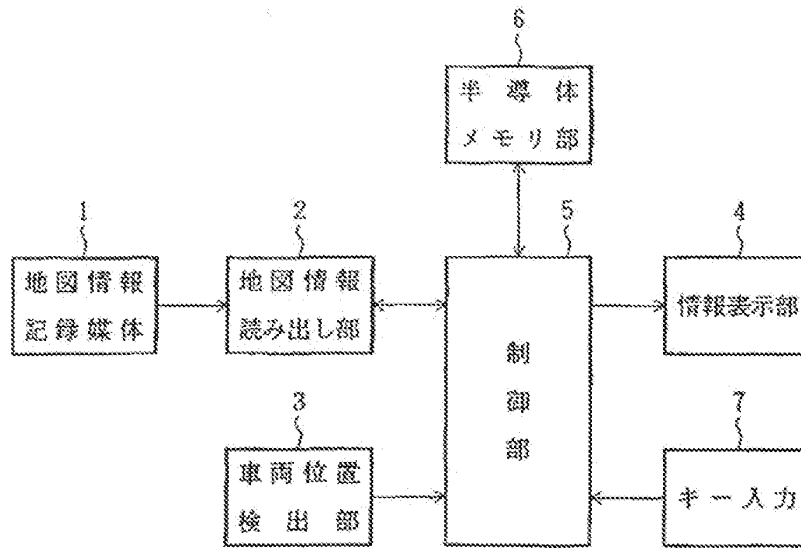 6
半導体
メモリ部
1
2
5
4
地図情報
記録媒体
地図情報
読み出し部
情報表示部
制
御
部
3
7
車両位置
検出部
キー入力